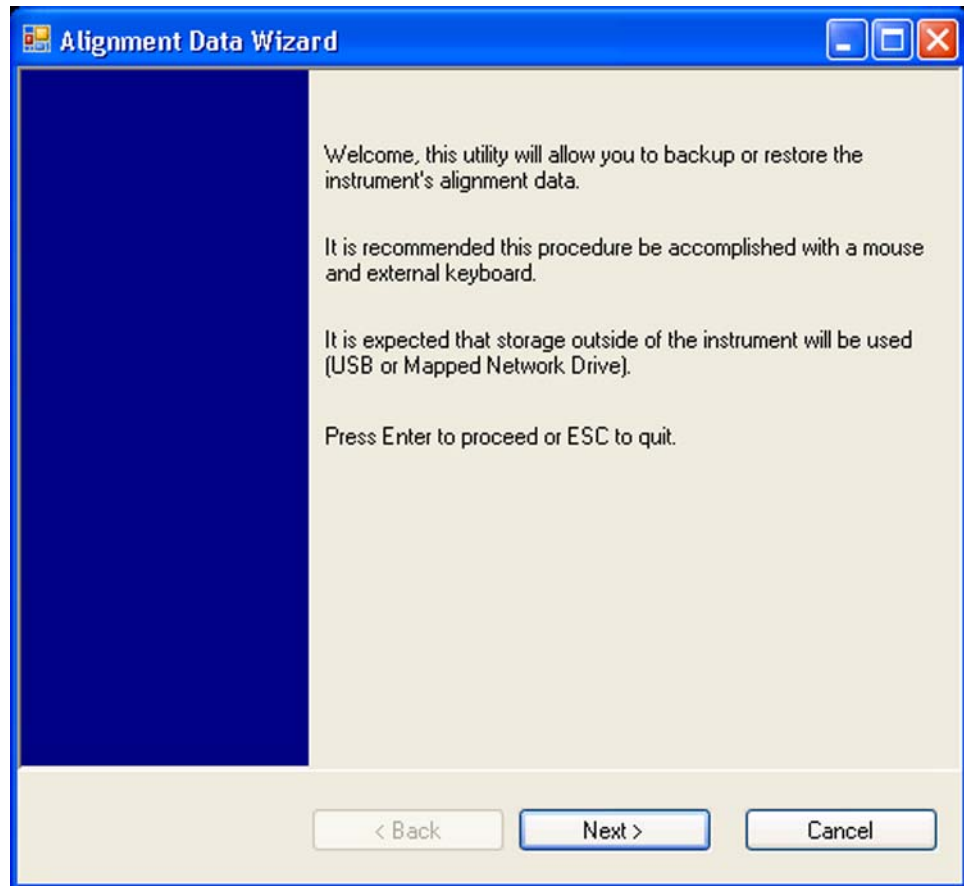 Alignment Data Wizard
Welcome, this utility will allow you to backup or restore the
instrument's alignment data.
It is recommended this procedure be accomplished with a mouse
and external keyboard.
It is expected that storage outside of the instrument will be used
(USB or Mapped Network Drive).
Press Enter to proceed or ESC to quit.
< Back
Next >
Cancel